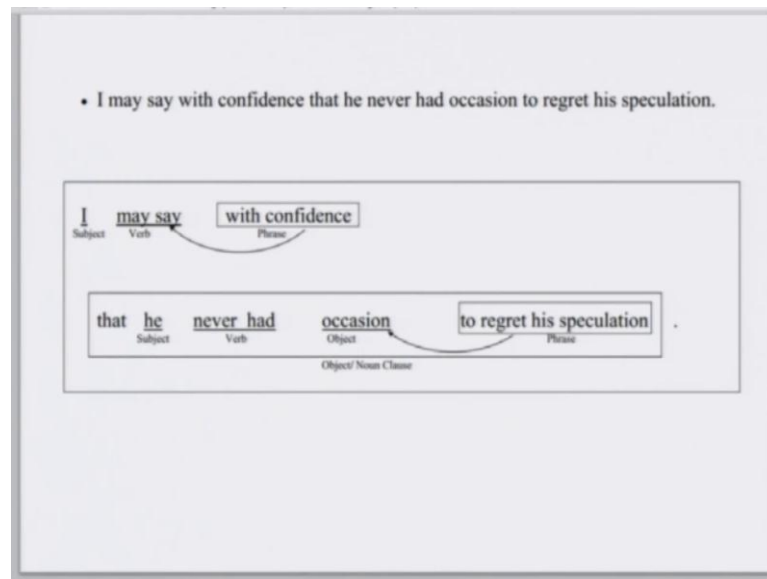 • I may say with confidence that he never had occasion to regret his speculation.
I may say with confidence
Subject Verb Phrase
that he never had occasion to regret his speculation .
Subject Verb Object Phrase
Object/ Noun Clause